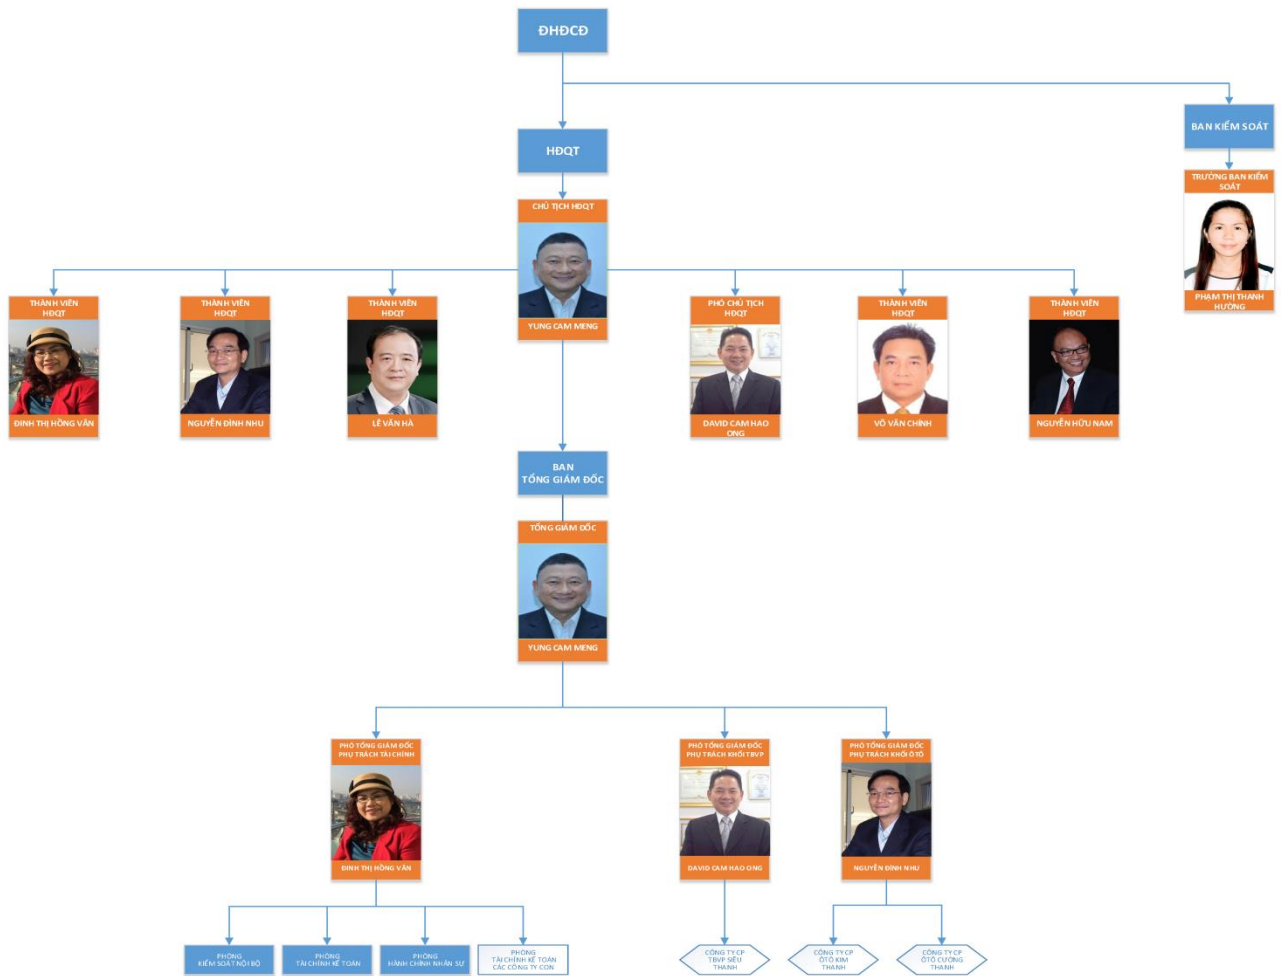 ĐHĐCĐ
BAN KIỂM SOÁT
HĐQT
TRƯỞNG BAN KIỂM
SOÁT
PHẠM THỊ THANH
HƯỜNG
CHỦ TỊCH HĐQT
YUNG CAM MENG
THÀNH VIÊN
HĐQT
ĐINH THỊ HỒNG VÂN
THÀNH VIÊN
HĐQT
NGUYỄN ĐÌNH NHU
THÀNH VIÊN
HĐQT
LÊ VĂN HÀ
PHÓ CHỦ TỊCH
HĐQT
DAVID CAM HAO
ONG
THÀNH VIÊN
HĐQT
VÕ VĂN CHINH
THÀNH VIÊN
HĐQT
NGUYỄN HỮU NAM
BAN
TỔNG GIÁM ĐỐC
TỔNG GIÁM ĐỐC
YUNG CAM MENG
PHÓ TỔNG GIÁM ĐỐC
PHỤ TRÁCH TÀI CHÍNH
ĐINH THỊ HỒNG VÂN
PHÓ TỔNG GIÁM ĐỐC
PHỤ TRÁCH KHỐI TBVP
DAVID CAM HAO ONG
PHÓ TỔNG GIÁM ĐỐC
PHỤ TRÁCH KHỐI ÔTÔ
NGUYỄN ĐÌNH NHU
PHÒNG
KIỂM SOÁT NỘI BỘ
PHÒNG
TÀI CHÍNH KẾ TOÁN
PHÒNG
HÀNH CHÍNH NHÂN SỰ
PHÒNG
TÀI CHÍNH KẾ TOÁN
CÁC CÔNG TY CON
CÔNG TY CP
TBVP SIÊU
THANH
CÔNG TY CP
ÔTÔ KIM
THANH
CÔNG TY CP
ÔTÔ CƯỜNG
THANH